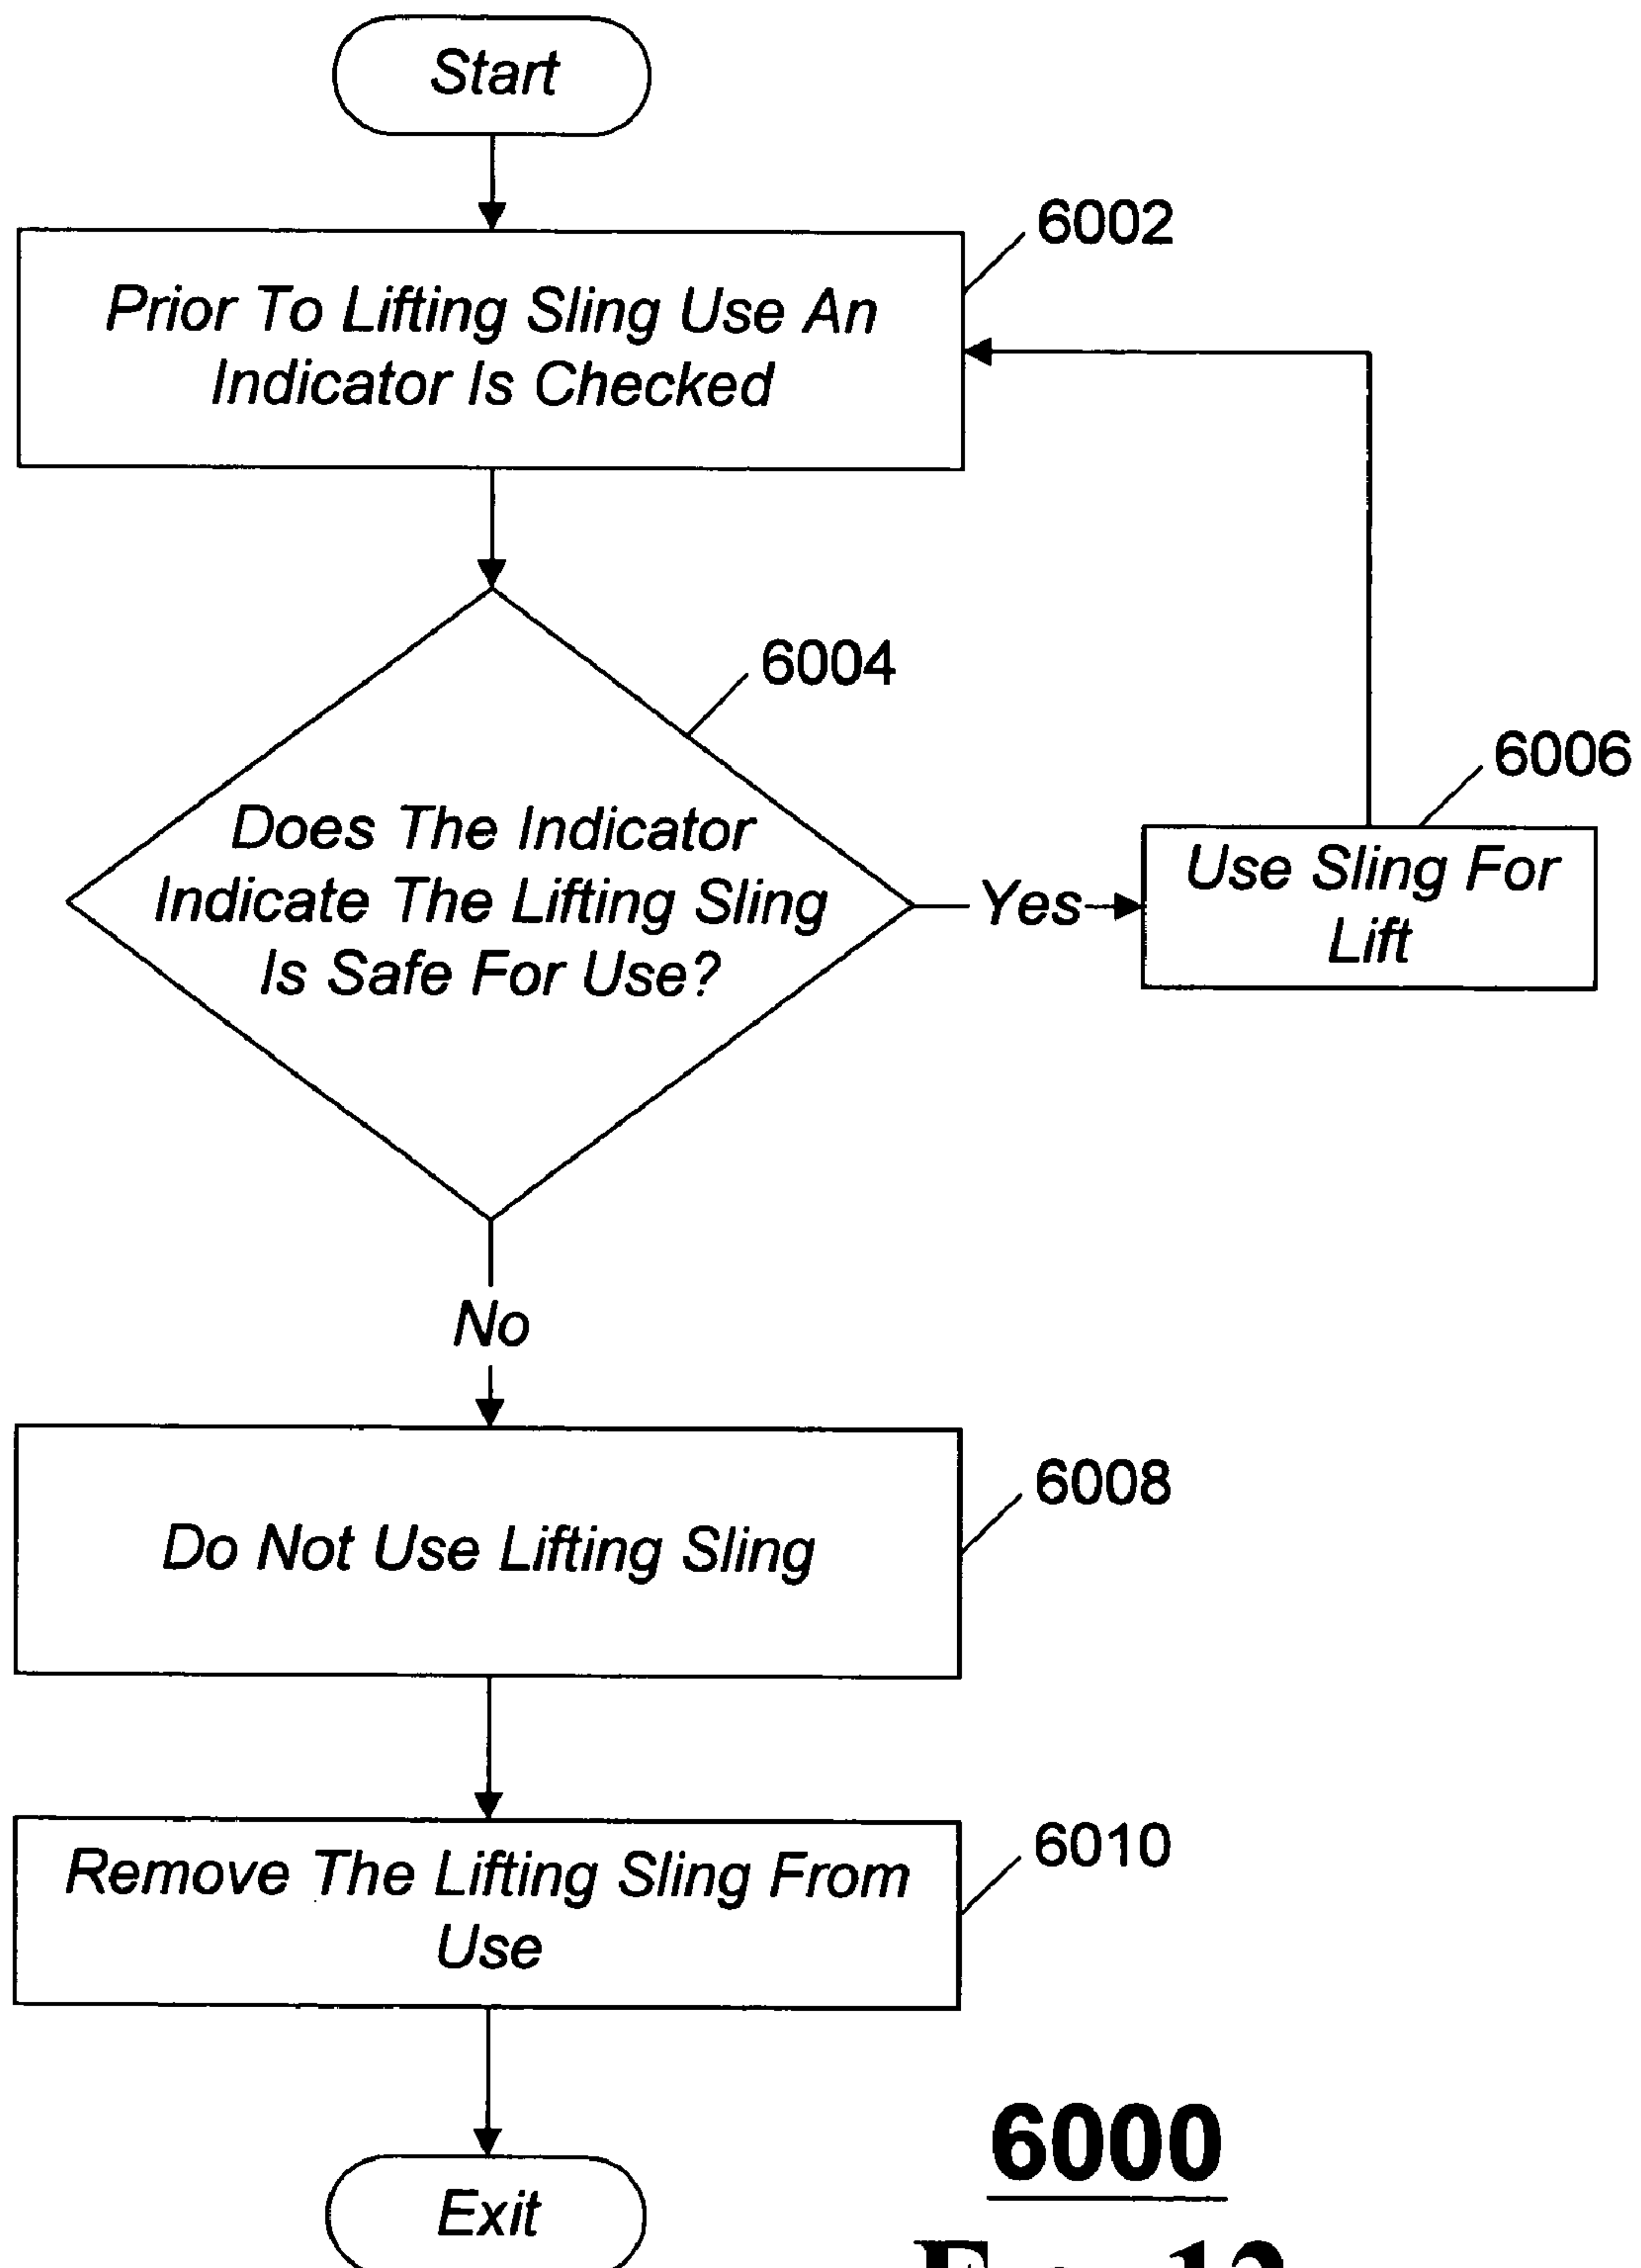 Start
6002
Prior To Lifting Sling Use An
Indicator Is Checked
6004
Does The Indicator
Indicate The Lifting Sling
Is Safe For Use?
Yes
6006
Use Sling For
Lift
No
6008
Do Not Use Lifting Sling
6010
Remove The Lifting Sling From
Use
Exit
6000